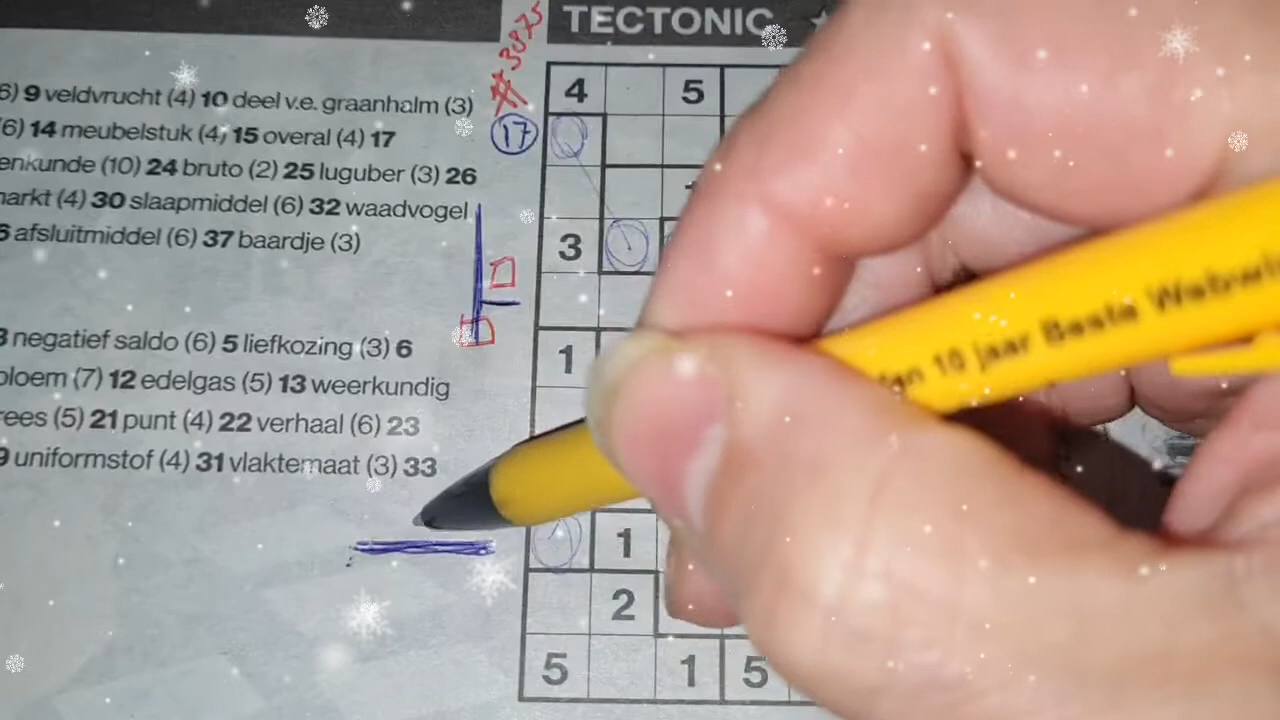 TECTONIC
#3875
17
6) 9 veldvrucht (4) 10 deel v.e. graanhalm (3)
(6) 14 meubelstuk (4) 15 overal (4) 17
enkunde (10) 24 bruto (2) 25 luguber (3) 26
markt (4) 30 slaapmiddel (6) 32 waadvogel
afsluitmiddel (6) 37 baardje (3)
negatief saldo (6) 5 liefkozing (3) 6
bloem (7) 12 edelgas (5) 13 weerkundig
rees (5) 21 punt (4) 22 verhaal (6) 23
uniformstof (4) 31 vlaktemaat (3) 33
4 5
3
1
1
2
5 1 5
10 jaar Beste Webwi